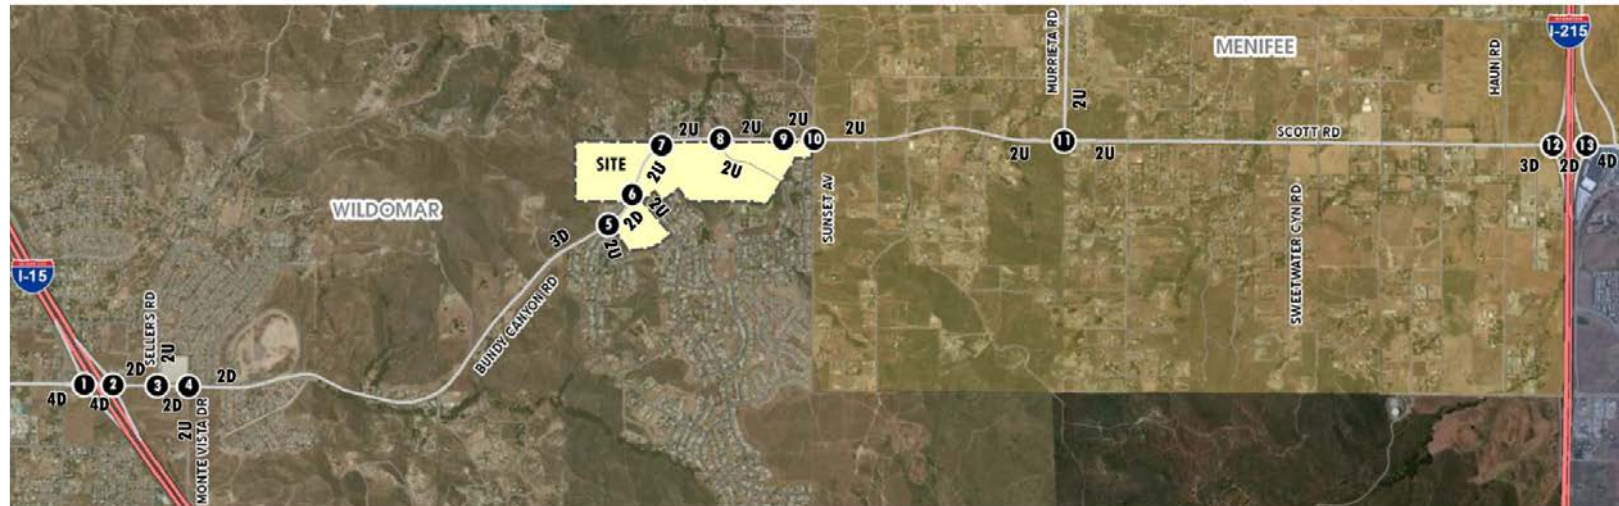 MURRIETA RD
MENIFEE
HAUN RD
INTERSTATE
I-215
2U
7
2U
8
2U
9
10
2U
11
SCOTT RD
12
13
2U
2U
3D
2D
4D
SITE
2U
2U
6
2U
WILDOMAR
SUNSET AV
SWEETWATER CYN RD
5
2D
2U
3D
INTERSTATE
I-15
BUNDY CANYON RD
SELLERS RD
2U
1
2
2D
3
4
2D
4D
4D
2D
2U
MONTE VISTA DR